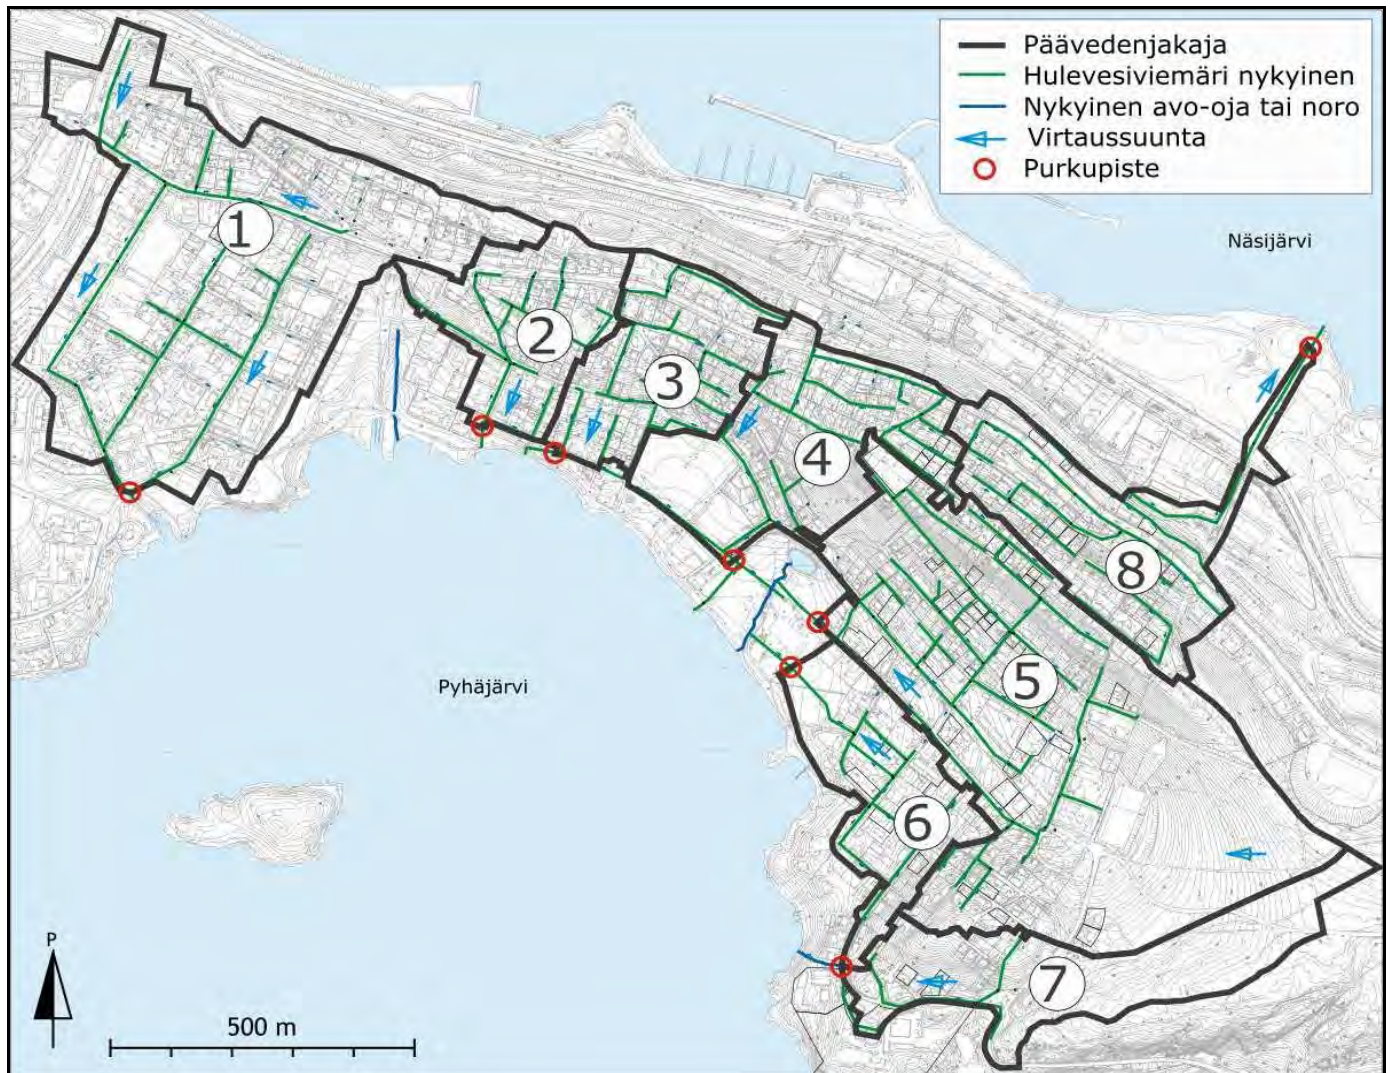 Päävedenjakaja
Hulevesiviemäri nykyinen
Nykyinen avo-oja tai noro
Virtaussuunta
Purkupiste
Näsijärvi
1
2
3
4
8
5
Pyhäjärvi
6
7
P
500 m